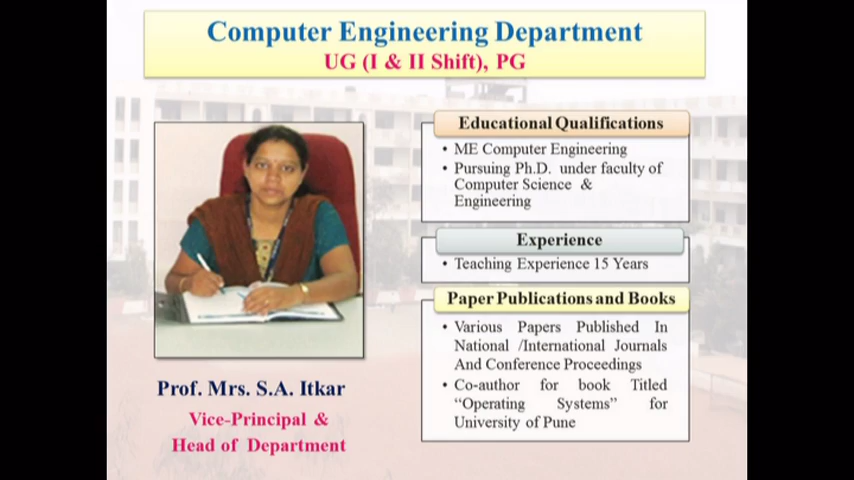 Computer Engineering Department
UG (I & II Shift), PG
Educational Qualifications
• ME Computer Engineering
• Pursuing Ph.D. under faculty of
Computer Science &
Engineering
Experience
• Teaching Experience 15 Years
Paper Publications and Books
• Various Papers Published In
National /International Journals
And Conference Proceedings
• Co-author for book Titled
“Operating Systems” for
University of Pune
Prof. Mrs. S.A. Itkar
Vice-Principal &
Head of Department